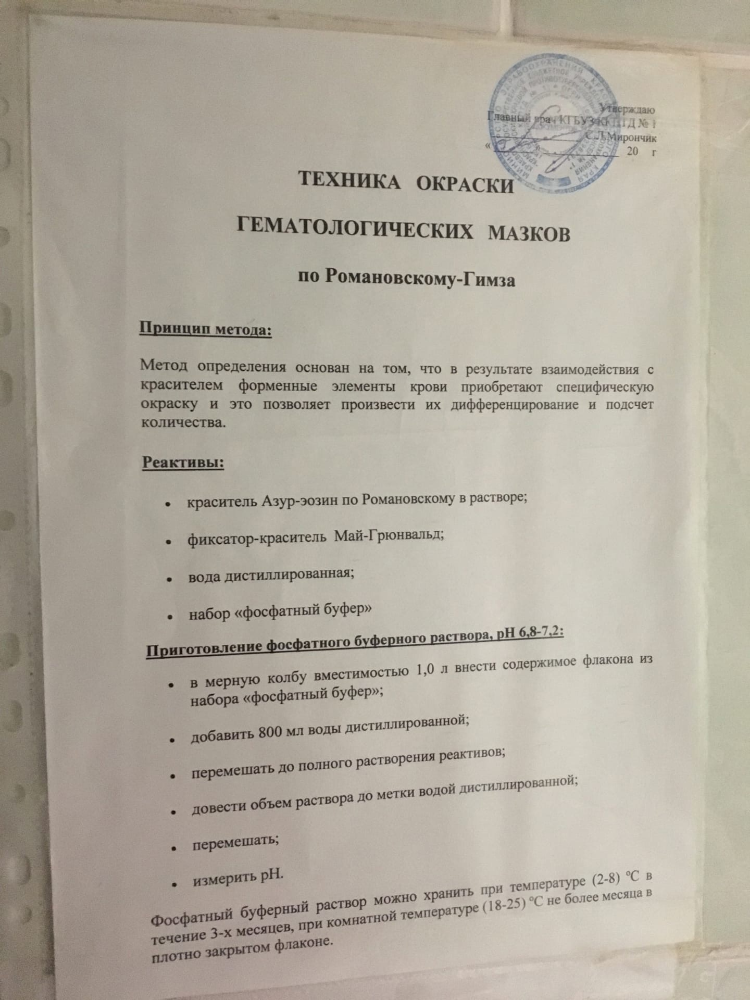 Утверждаю
Главный врач КГБУЗ ККПТД № 1
С.Л.Мирончик
« 20 г
ТЕХНИКА ОКРАСКИ
ГЕМАТОЛОГИЧЕСКИХ МАЗКОВ
по Романовскому-Гимза
Принцип метода:
Метод определения основан на том, что в результате взаимодействия с
красителем форменные элементы крови приобретают специфическую
окраску и это позволяет произвести их дифференцирование и подсчет
количества.
Реактивы:
• краситель Азур-эозин по Романовскому в растворе;
• фиксатор-краситель Май-Грюнвальд;
• вода дистиллированная;
• набор «фосфатный буфер»
Приготовление фосфатного буферного раствора, рН 6,8-7,2:
• в мерную колбу вместимостью 1,0 л внести содержимое флакона из
набора «фосфатный буфер»;
• добавить 800 мл воды дистиллированной;
• перемешать до полного растворения реактивов;
• довести объем раствора до метки водой дистиллированной;
• перемешать;
• измерить рН.
Фосфатный буферный раствор можно хранить при температуре (2-8) ºС в
течение 3-х месяцев, при комнатной температуре (18-25) ºС не более месяца в
плотно закрытом флаконе.